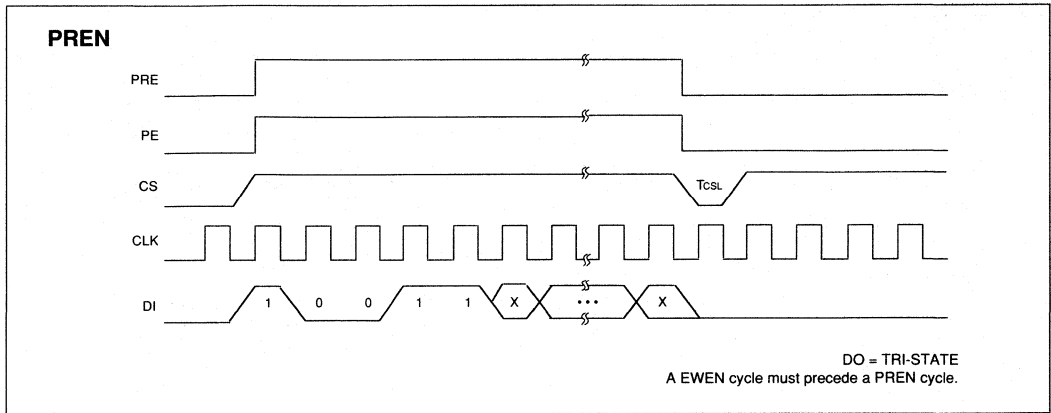 PREN
PRE
PE
CS
TCSL
CLK
DI
1 0 0 1 1 X ••• X
DO = TRI-STATE
A EWEN cycle must precede a PREN cycle.